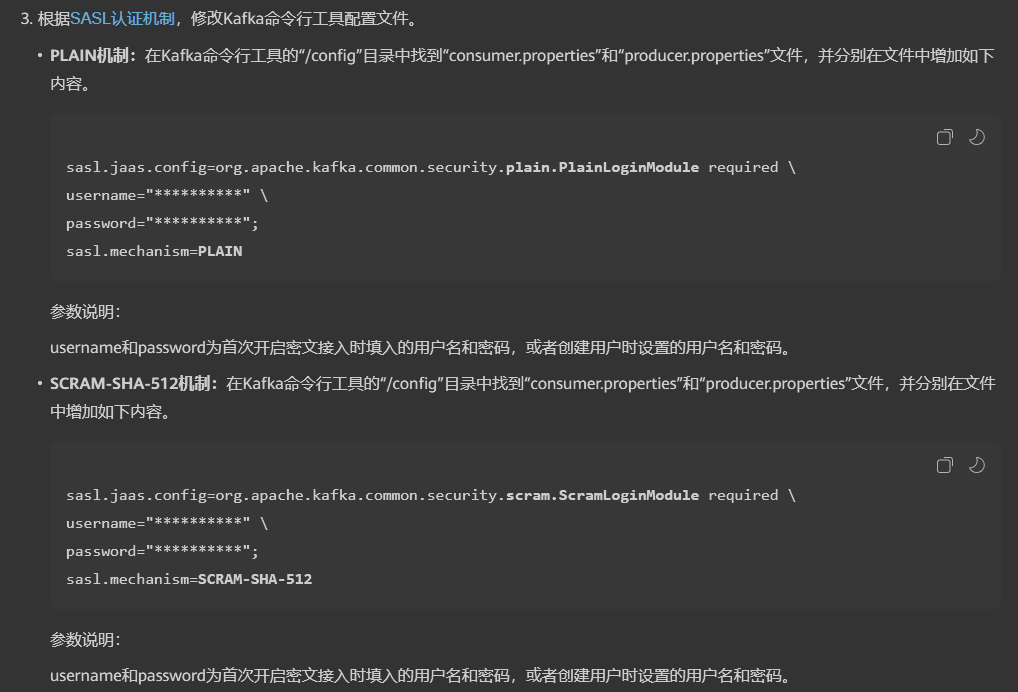 3. 根据SASL认证机制，修改Kafka命令行工具配置文件。
• PLAIN机制：在Kafka命令行工具的“/config”目录中找到“consumer.properties”和“producer.properties”文件，并分别在文件中增加如下
内容。
sasl.jaas.config=org.apache.kafka.common.security.plain.PlainLoginModule required \
username="**********" \
password="**********";
sasl.mechanism=PLAIN
参数说明：
username和password为首次开启密文接入时填入的用户名和密码，或者创建用户时设置的用户名和密码。
• SCRAM-SHA-512机制：在Kafka命令行工具的“/config”目录中找到“consumer.properties”和“producer.properties”文件，并分别在文件
中增加如下内容。
sasl.jaas.config=org.apache.kafka.common.security.scram.ScramLoginModule required \
username="**********" \
password="**********";
sasl.mechanism=SCRAM-SHA-512
参数说明：
username和password为首次开启密文接入时填入的用户名和密码，或者创建用户时设置的用户名和密码。